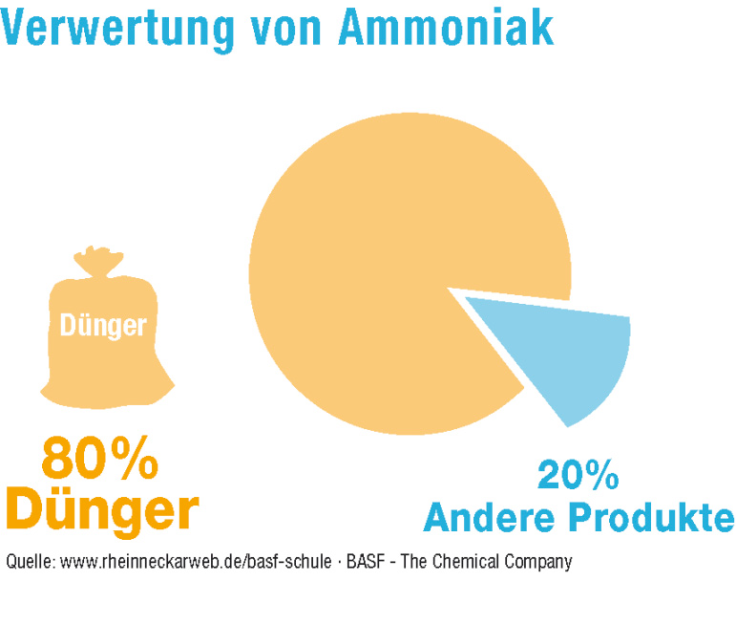 Verwertung von Ammoniak
Dünger
80%
Dünger
20%
Andere Produkte
Quelle: www.rheinneckarweb.de/basf-schule · BASF - The Chemical Company